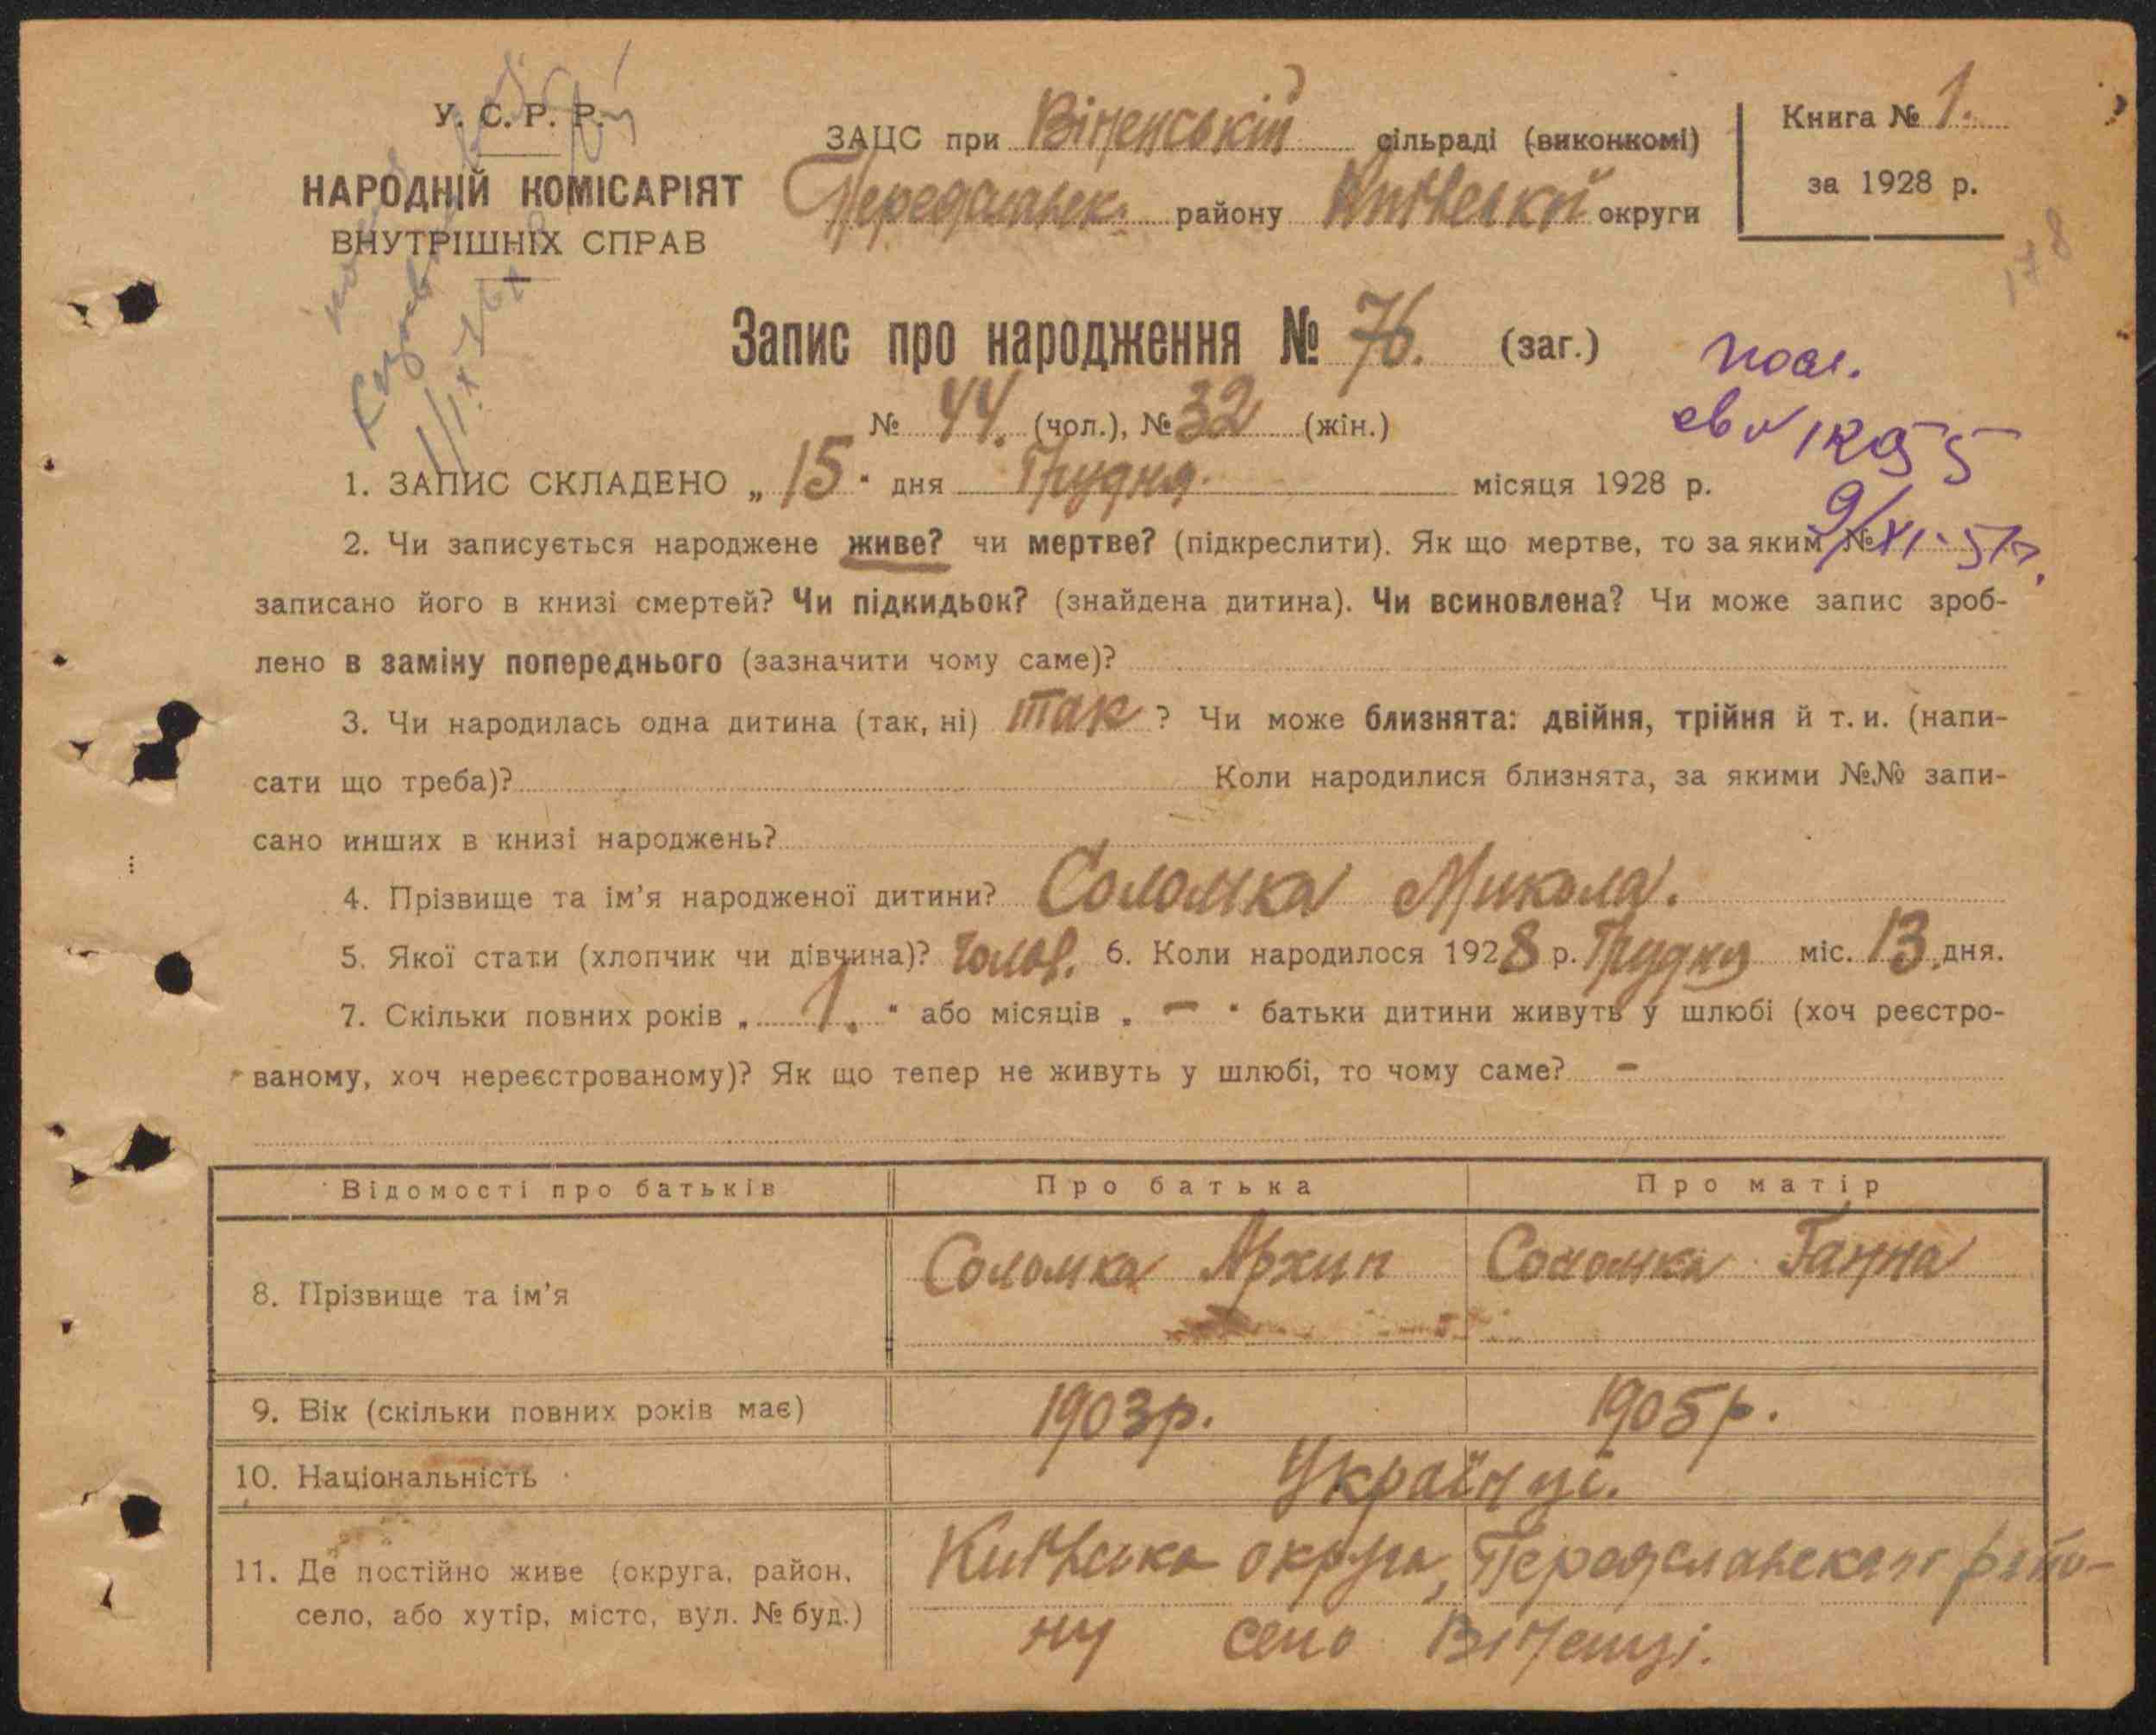 У. С. Р. Р.
НАРОДНІЙ КОМІСАРІЯТ
ВНУТРІШНІХ СПРАВ
ЗАЦС при Віненській сільраді (виконкомі)
району округи
Книга № 1.
за 1928 р.
178
Запис про народження № 76. (заг.)
№ 44. (чол.), № 32 (жін.)
1. ЗАПИС СКЛАДЕНО „ 15 " дня Грудня місяця 1928 р.
9/XI-51р.
2. Чи записується народжене живе? чи мертве? (підкреслити). Як що мертве, то за яким №
записано його в книзі смертей? Чи підкидьок? (знайдена дитина). Чи всиновлена? Чи може запис зроб-
лено в заміну попереднього (зазначити чому саме)?
3. Чи народилась одна дитина (так, ні) так ? Чи може близнята: двійня, трійня й т. и. (напи-
сати що треба)? Коли народилися близнята, за якими №№ запи-
сано инших в книзі народжень?
4. Прізвище та ім'я народженої дитини? Соломка Микола.
5. Якої стати (хлопчик чи дівчина)? 6. Коли народилося 1928 р. Грудня міс. 13 дня.
7. Скільки повних років „ 1. " або місяців „ - " батьки дитини живуть у шлюбі (хоч реєстро-
ваному, хоч нереєстрованому)? Як що тепер не живуть у шлюбі, то чому саме? -
Відомості про батьків Про батька Про матір
8. Прізвище та ім'я Соломка Архип Соломка Ганна
9. Вік (скільки повних років має) 1903р. 1905р.
10. Національність Українці.
11. Де постійно живе (округа, район, Київська округа,
село, або хутір, місто, вул. № буд.) ну село